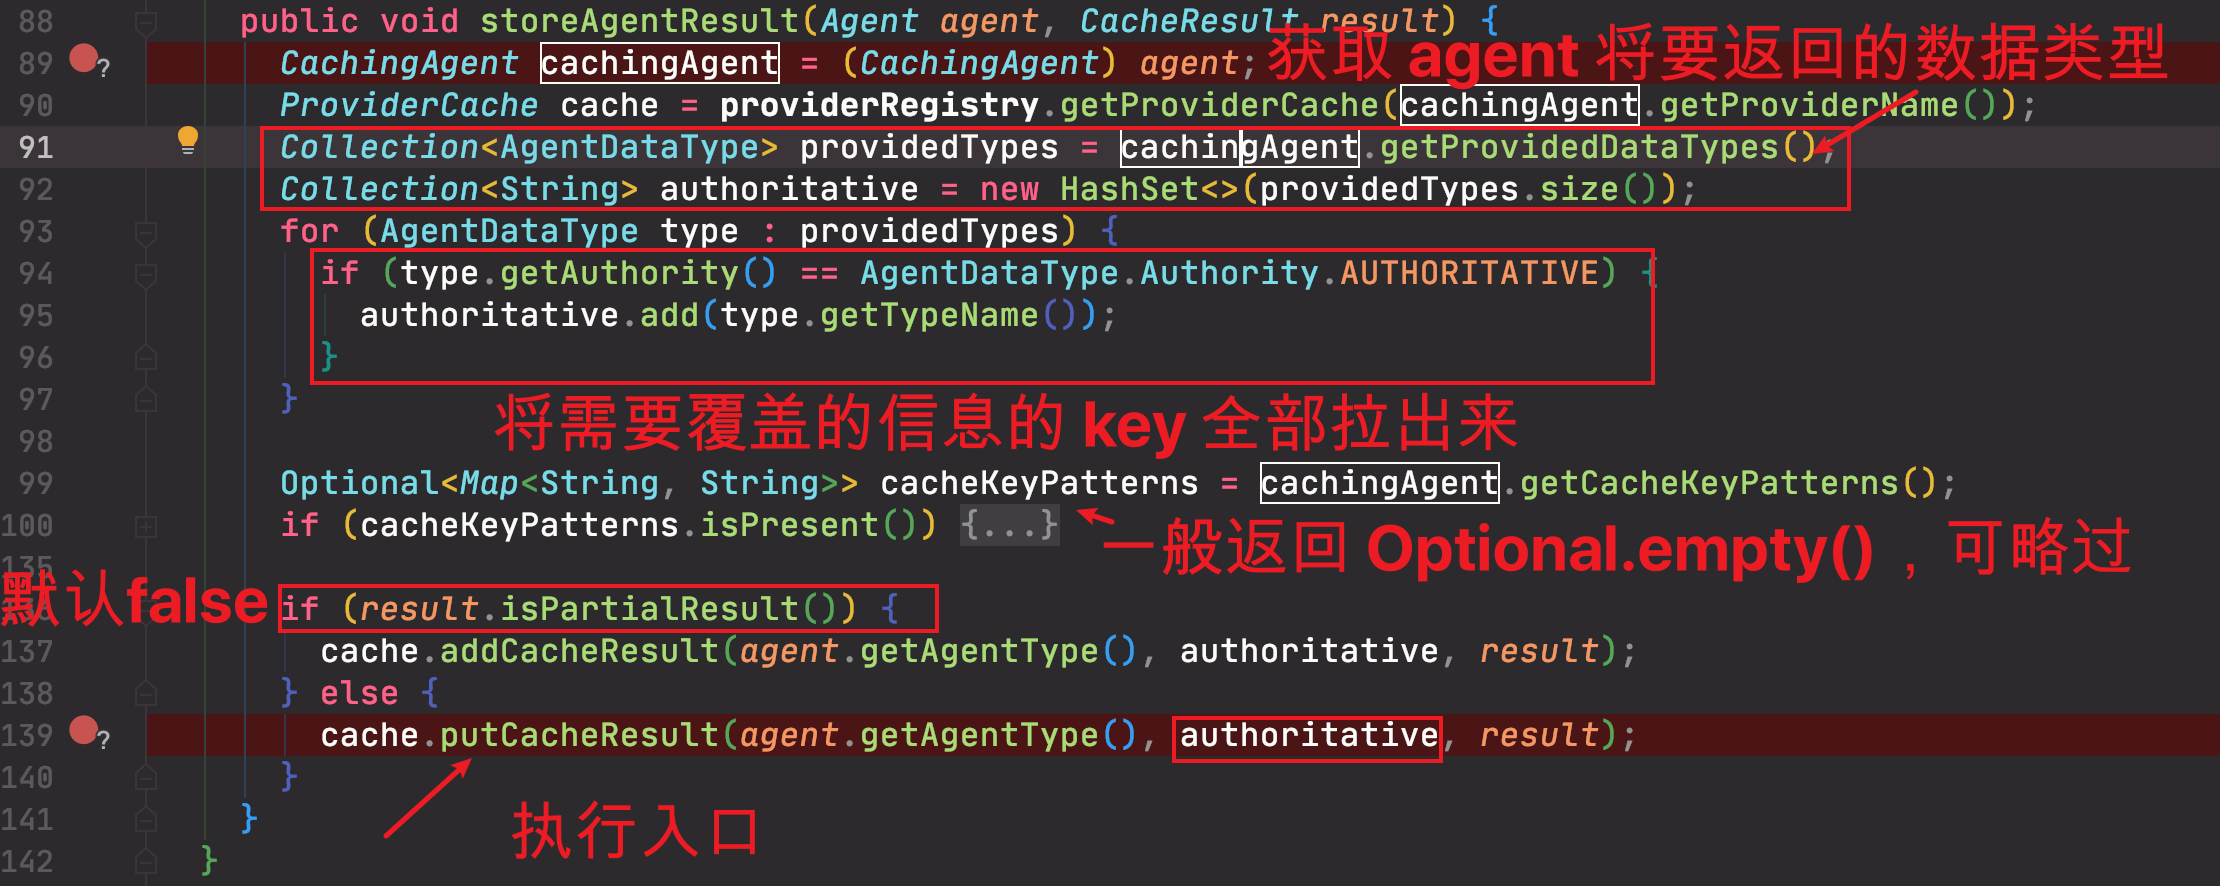 88 public void storeAgentResult(Agent agent, CacheResult result) {
89 CachingAgent cachingAgent = (CachingAgent) agent;
获取 agent 将要返回的数据类型
90 ProviderCache cache = providerRegistry.getProviderCache(cachingAgent.getProviderName());
91 Collection<AgentDataType> providedTypes = cachingAgent.getProvidedDataTypes();
92 Collection<String> authoritative = new HashSet<>(providedTypes.size());
93 for (AgentDataType type : providedTypes) {
94 if (type.getAuthority() == AgentDataType.Authority.AUTHORITATIVE) {
95 authoritative.add(type.getTypeName());
96 }
97 }
将需要覆盖的信息的 key 全部拉出来
98
99 Optional<Map<String, String>> cacheKeyPatterns = cachingAgent.getCacheKeyPatterns();
100 if (cacheKeyPatterns.isPresent()) {...}
一般返回 Optional.empty()，可略过
135
默认false
if (result.isPartialResult()) {
137 cache.addCacheResult(agent.getAgentType(), authoritative, result);
138 } else {
139 cache.putCacheResult(agent.getAgentType(), authoritative, result);
140 }
执行入口
141 }
142 }